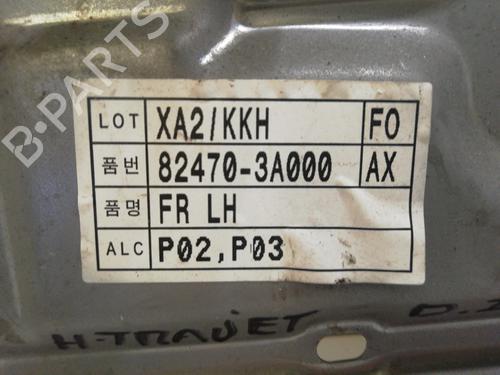 B-PARTS
LOT XA2/KKH FO
품번 82470-3A000 AX
품명 FR LH
ALC P02,P03
H-TRAJET